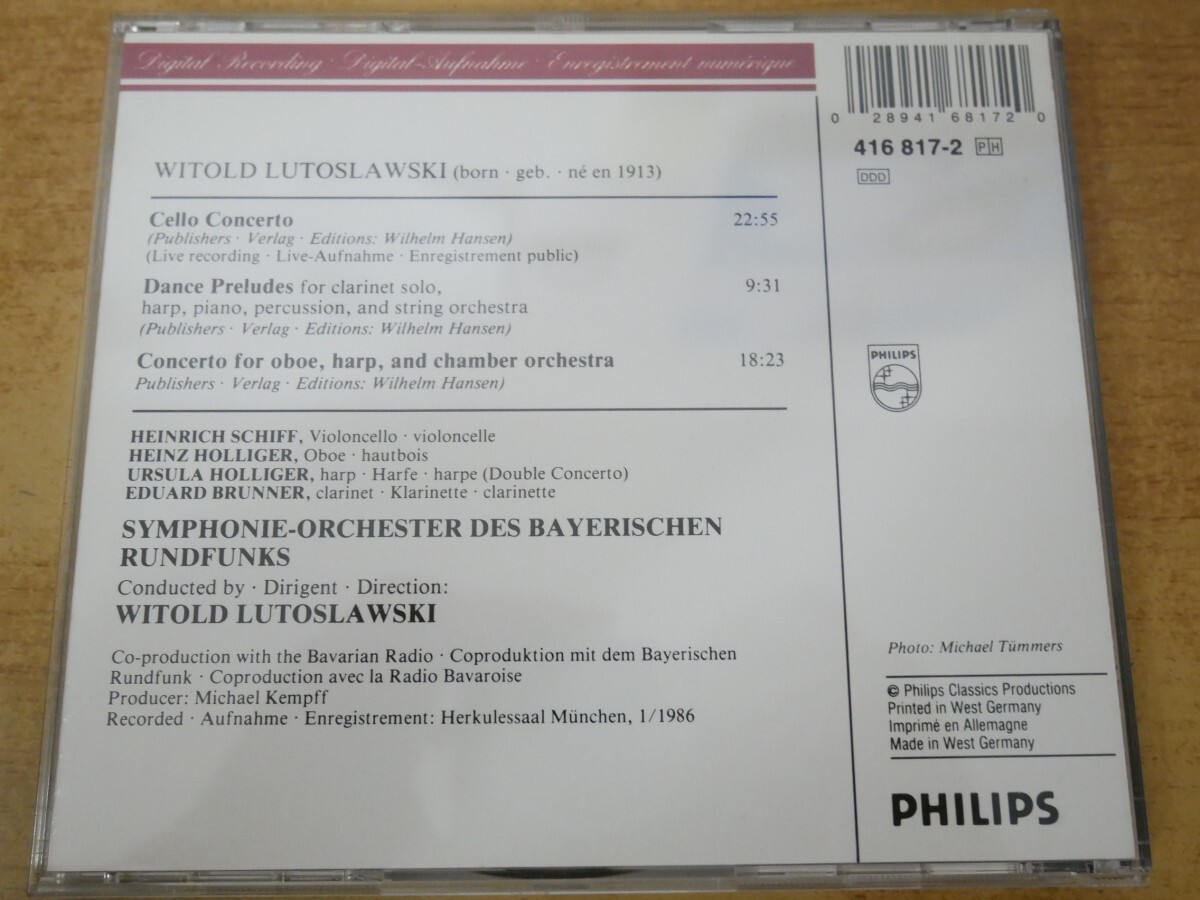 Digital Recording · Digital-Aufnahme · Enregistrement numérique
WITOLD LUTOSLAWSKI (born · geb. · né en 1913)
Cello Concerto 22:55
(Publishers · Verlag · Editions: Wilhelm Hansen)
(Live recording · Live-Aufnahme · Enregistrement public)
Dance Preludes for clarinet solo, 9:31
harp, piano, percussion, and string orchestra
(Publishers · Verlag · Editions: Wilhelm Hansen)
Concerto for oboe, harp, and chamber orchestra 18:23
Publishers · Verlag · Editions: Wilhelm Hansen)
HEINRICH SCHIFF, Violoncello · violoncelle
HEINZ HOLLIGER, Oboe · hautbois
URSULA HOLLIGER, harp · Harfe · harpe (Double Concerto)
EDUARD BRUNNER, clarinet · Klarinette · clarinette
SYMPHONIE-ORCHESTER DES BAYERISCHEN
RUNDFUNKS
Conducted by · Dirigent · Direction:
WITOLD LUTOSLAWSKI
Co-production with the Bavarian Radio · Coproduktion mit dem Bayerischen
Rundfunk · Coproduction avec la Radio Bavaroise
Producer: Michael Kempff
Recorded · Aufnahme · Enregistrement: Herkulessaal München, 1/1986
0 28941 68172 0
416 817-2 PH
DDD
PHILIPS
Photo: Michael Tümmers
© Philips Classics Productions
Printed in West Germany
Imprimé en Allemagne
Made in West Germany
PHILIPS